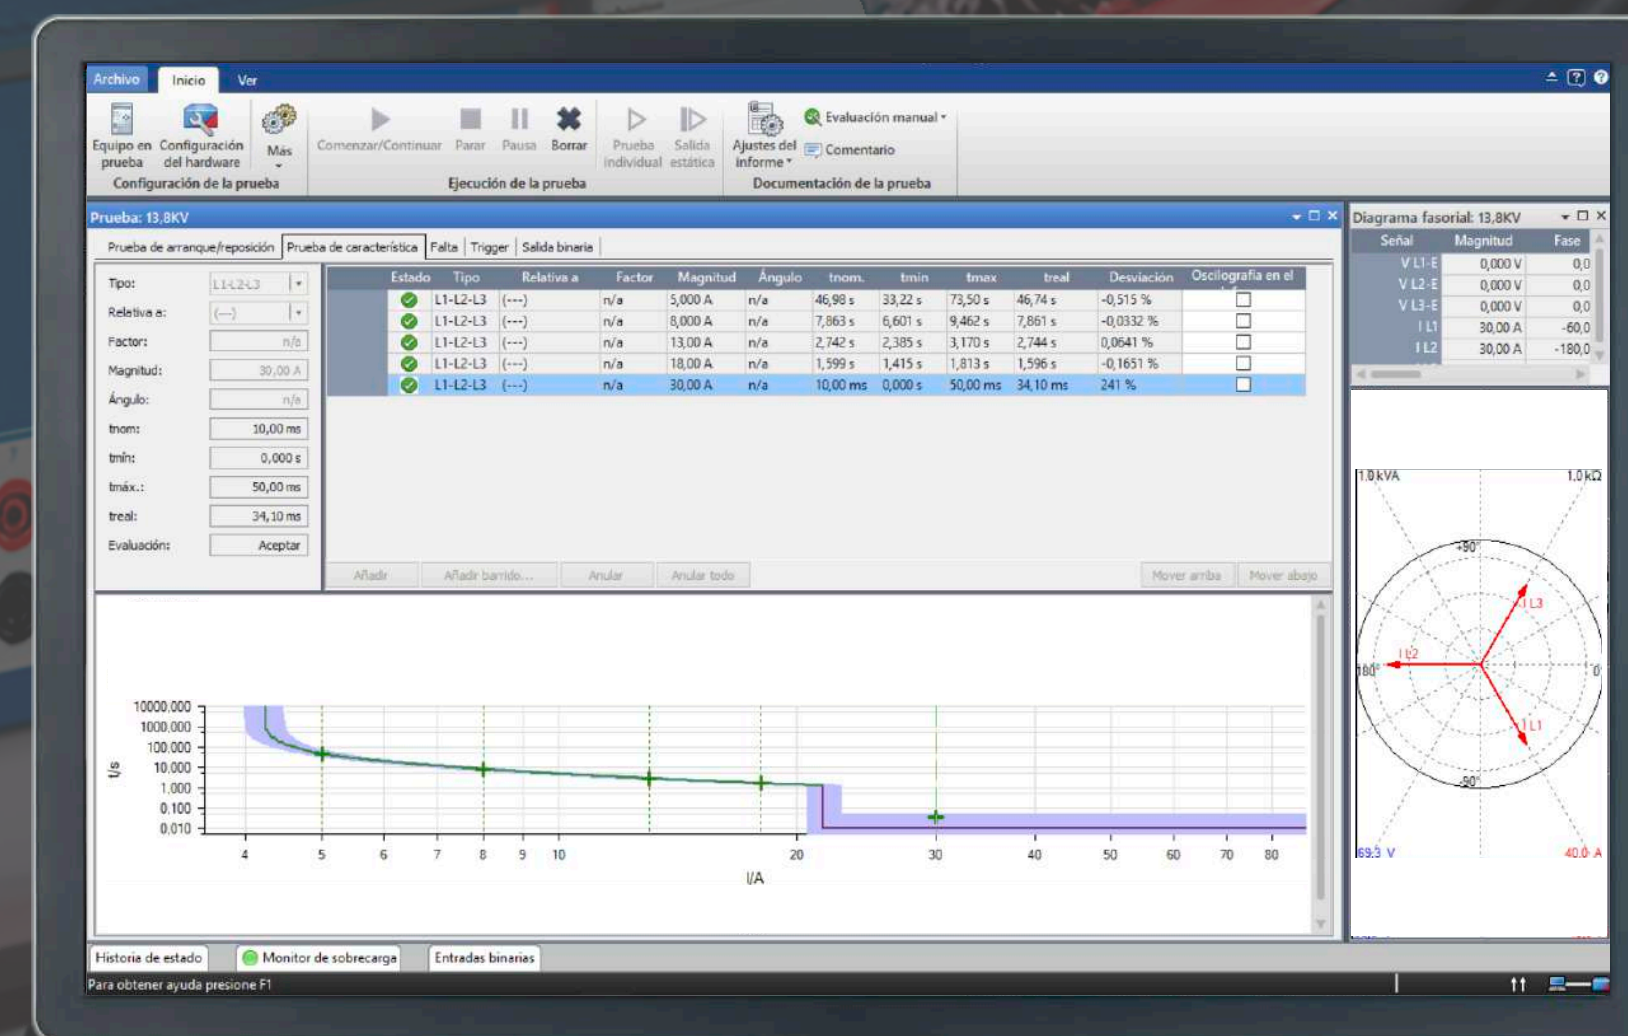 Archivo Inicio Ver
Equipo en prueba Configuración del hardware Más Comenzar/Continuar Parar Pausa Borrar Prueba individual Salida estática Ajustes del informe Evaluación manual
Comentario
Configuración de la prueba Ejecución de la prueba Documentación de la prueba
Prueba: 13,8KV
Prueba de arranque/reposición Prueba de característica Falta Trigger Salida binaria
Tipo: L1-L2-L3
Relativa a: (---)
Factor: n/a
Magnitud: 30,00 A
Ángulo: n/a
tnom: 10,00 ms
tmín: 0,000 s
tmáx.: 50,00 ms
treal: 34,10 ms
Evaluación: Aceptar
Estado Tipo Relativa a Factor Magnitud Ángulo tnom. tmin tmax treal Desviación Oscilografía en el
L1-L2-L3 (---) n/a 5,000 A n/a 46,98 s 33,22 s 73,50 s 46,74 s -0,515 %
L1-L2-L3 (---) n/a 8,000 A n/a 7,863 s 6,601 s 9,462 s 7,861 s -0,0332 %
L1-L2-L3 (---) n/a 13,00 A n/a 2,742 s 2,385 s 3,170 s 2,744 s 0,0641 %
L1-L2-L3 (---) n/a 18,00 A n/a 1,599 s 1,415 s 1,813 s 1,596 s -0,1651 %
L1-L2-L3 (---) n/a 30,00 A n/a 10,00 ms 0,000 s 50,00 ms 34,10 ms 241 %
Añadir Añadir barrido... Anular Anular todo Mover arriba Mover abajo
10000,000
1000,000
100,000
10,000
1,000
0,100
0,010
t/s
4 5 6 7 8 9 10 20 30 40 50 60 70 80
I/A
Diagrama fasorial: 13,8KV
Señal Magnitud Fase
V L1-E 0,000 V 0,0
V L2-E 0,000 V 0,0
V L3-E 0,000 V 0,0
I L1 30,00 A -60,0
I L2 30,00 A -180,0
1.0 kVA 1.0 kΩ
+90°
I L3
I L2
180° 0°
I L1
-90°
69.3 V 40.0 A
Historia de estado Monitor de sobrecarga Entradas binarias
Para obtener ayuda presione F1